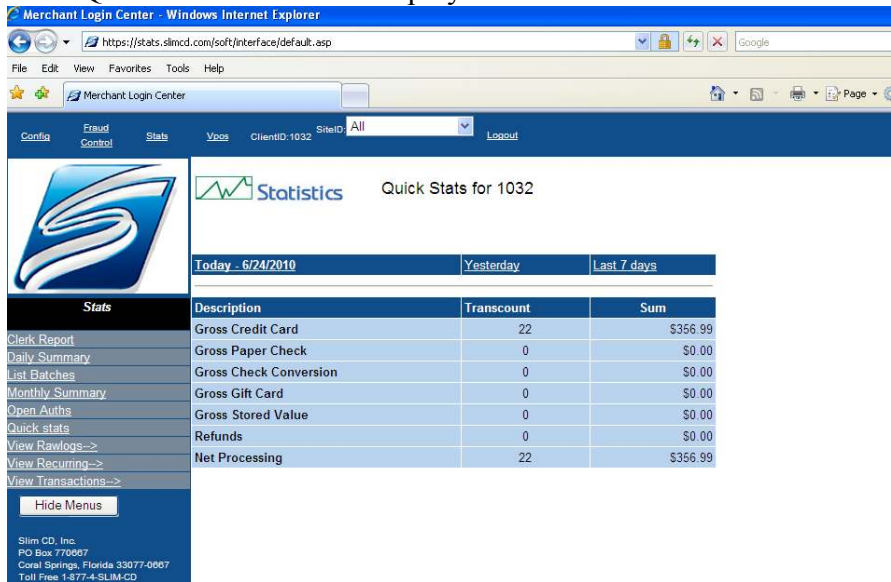 Merchant Login Center - Windows Internet Explorer
https://stats.slimcd.com/soft/interface/default.asp
Google
File Edit View Favorites Tools Help
Merchant Login Center
Page
Config Fraud Control Stats Vpos ClientID:1032 SiteID: All Logout
Statistics Quick Stats for 1032
Today - 6/24/2010 Yesterday Last 7 days
Stats
Description Transcount Sum
Gross Credit Card 22 $356.99
Gross Paper Check 0 $0.00
Gross Check Conversion 0 $0.00
Gross Gift Card 0 $0.00
Gross Stored Value 0 $0.00
Refunds 0 $0.00
Net Processing 22 $356.99
Clerk Report
Daily Summary
List Batches
Monthly Summary
Open Auths
Quick stats
View Rawlogs-->
View Recurring-->
View Transactions-->
Hide Menus
Slim CD, Inc.
PO Box 770667
Coral Springs, Florida 33077-0667
Toll Free 1-877-4-SLIM-CD